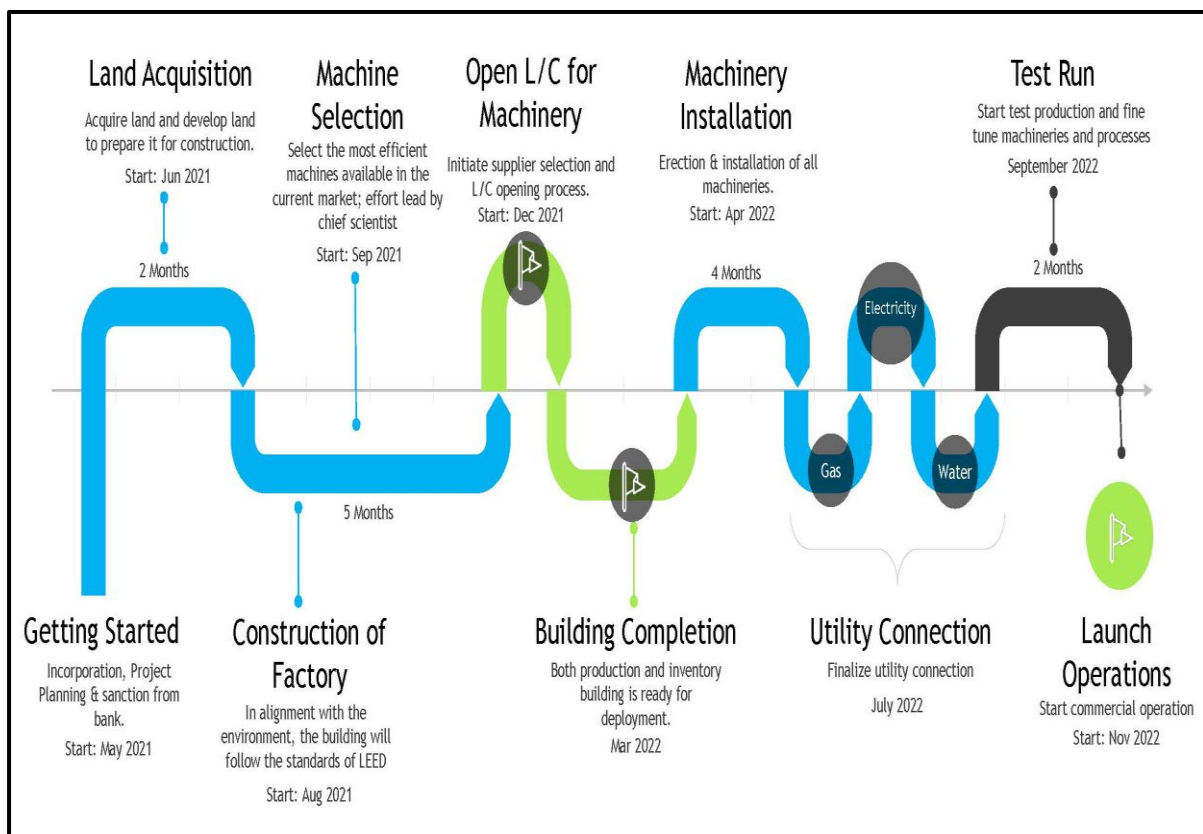 Land Acquisition
Acquire land and develop land
to prepare it for construction.
Start: Jun 2021
2 Months
Machine
Selection
Select the most efficient
machines available in the
current market; effort lead by
chief scientist
Start: Sep 2021
Open L/C for
Machinery
Initiate supplier selection and
L/C opening process.
Start: Dec 2021
Machinery
Installation
Erection & installation of all
machineries.
Start: Apr 2022
4 Months
Test Run
Start test production and fine
tune machineries and processes
September 2022
2 Months
Electricity
Gas
Water
5 Months
Getting Started
Incorporation, Project
Planning & sanction from
bank.
Start: May 2021
Construction of
Factory
In alignment with the
environment, the building will
follow the standards of LEED
Start: Aug 2021
Building Completion
Both production and inventory
building is ready for
deployment.
Mar 2022
Utility Connection
Finalize utility connection
July 2022
Launch
Operations
Start commercial operation
Start: Nov 2022